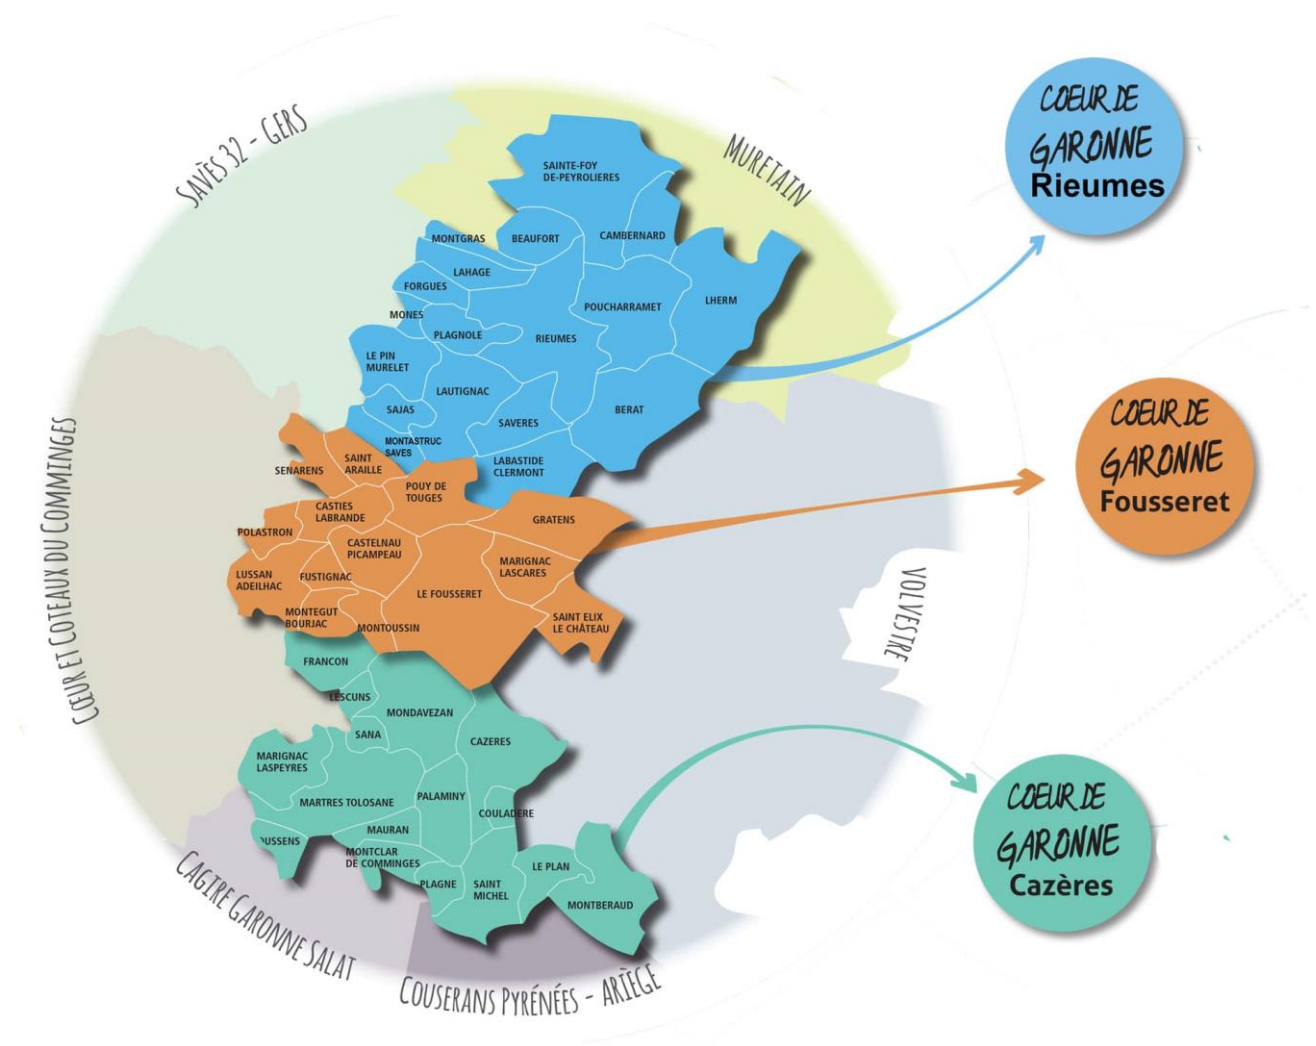 SAVÈS 32 - GERS
MURETAIN
COEUR DE
GARONNE
Rieumes
SAINTE-FOY
DE-PEYROLIERES
MONTGRAS
BEAUFORT
CAMBERNARD
LAHAGE
FORGUES
MONES
PLAGNOLE
RIEUMES
POUCHARRAMET
LHERM
LE PIN
MURELET
LAUTIGNAC
SAJAS
SAVERES
BERAT
MONTASTRUC
SAVES
LABASTIDE
CLERMONT
COEUR DE
GARONNE
Fousseret
CŒUR ET COTEAUX DU COMMINGES
SENARENS
SAINT
ARAILLE
POUY DE
TOUGES
CASTIES
LABRANDE
GRATENS
POLASTRON
CASTELNAU
PICAMPEAU
MARIGNAC
LASCARES
LUSSAN
ADEILHAC
FUSTIGNAC
LE FOUSSERET
MONTEGUT
BOURJAC
MONTOUSSIN
SAINT ELIX
LE CHÂTEAU
VOLVESTRE
FRANCON
LESCUNS
MONDAVEZAN
SANA
CAZERES
MARIGNAC
LASPEYRES
MARTRES TOLOSANE
PALAMINY
COULADERE
MAURAN
OUSSENS
MONTCLAR
DE COMMINGES
PLAGNE
SAINT
MICHEL
LE PLAN
MONTBERAUD
COEUR DE
GARONNE
Cazères
CAGIRE GARONNE SALAT
COUSERANS PYRÉNÉES - ARIÈGE